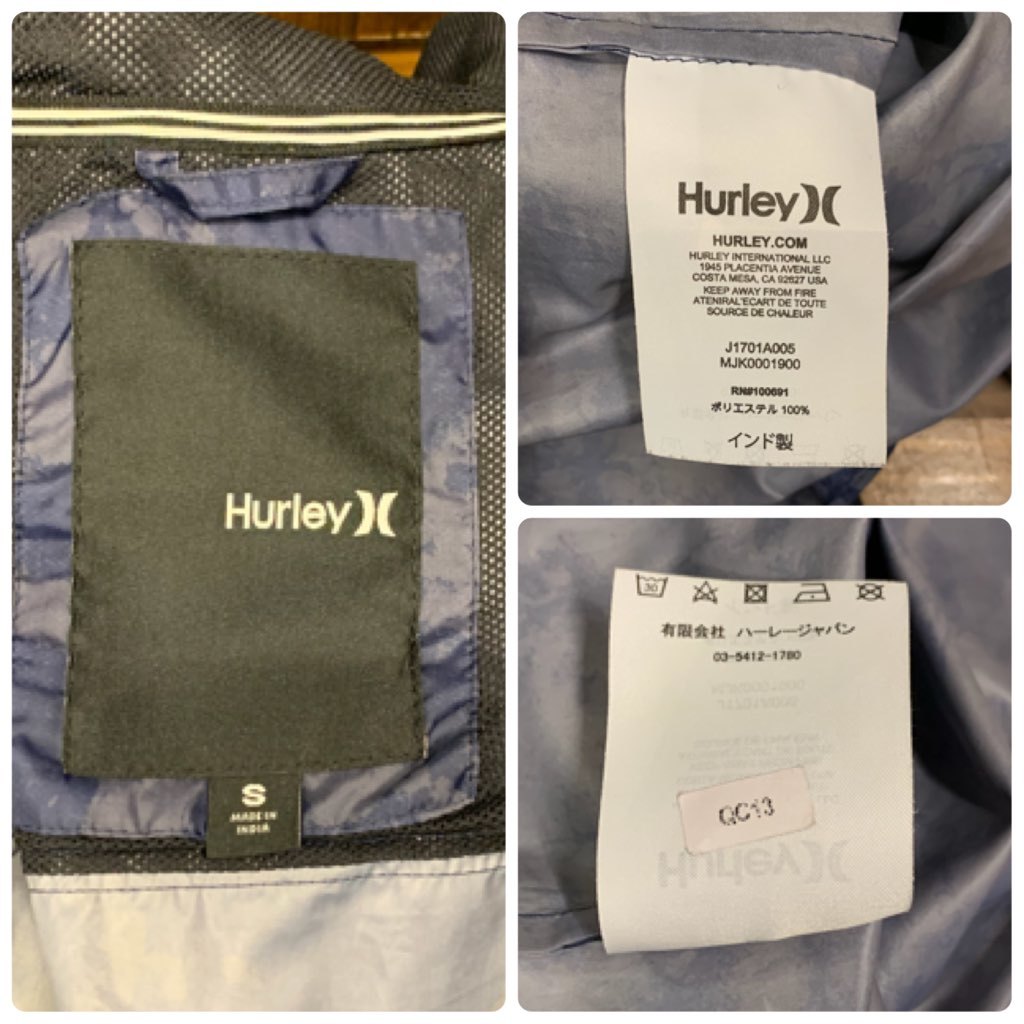 Hurley
S
MADE IN
INDIA
Hurley
HURLEY.COM
HURLEY INTERNATIONAL LLC
1945 PLACENTIA AVENUE
COSTA MESA, CA 92627 USA
KEEP AWAY FROM FIRE
ATENIRAL'ECART DE TOUTE
SOURCE DE CHALEUR
J1701A005
MJK0001900
RN#100691
ポリエステル 100%
インド製
30
有限会社 ハーレージャパン
03-5412-1780
QC13